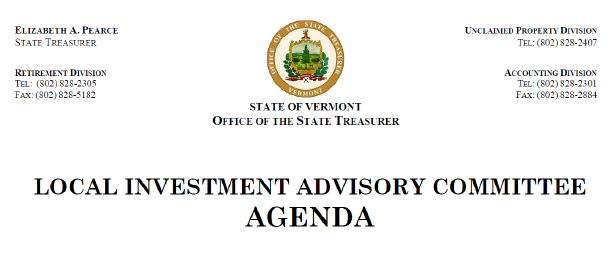 ELIZABETH A. PEARCE
STATE TREASURER
RETIREMENT DIVISION
TEL: (802) 828-2305
FAX: (802) 828-5182
UNCLAIMED PROPERTY DIVISION
TEL: (802) 828-2407
ACCOUNTING DIVISION
TEL: (802) 828-2301
FAX: (802) 828-2884
OFFICE OF THE STATE TREASURER
VERMONT
STATE OF VERMONT
OFFICE OF THE STATE TREASURER
LOCAL INVESTMENT ADVISORY COMMITTEE
AGENDA